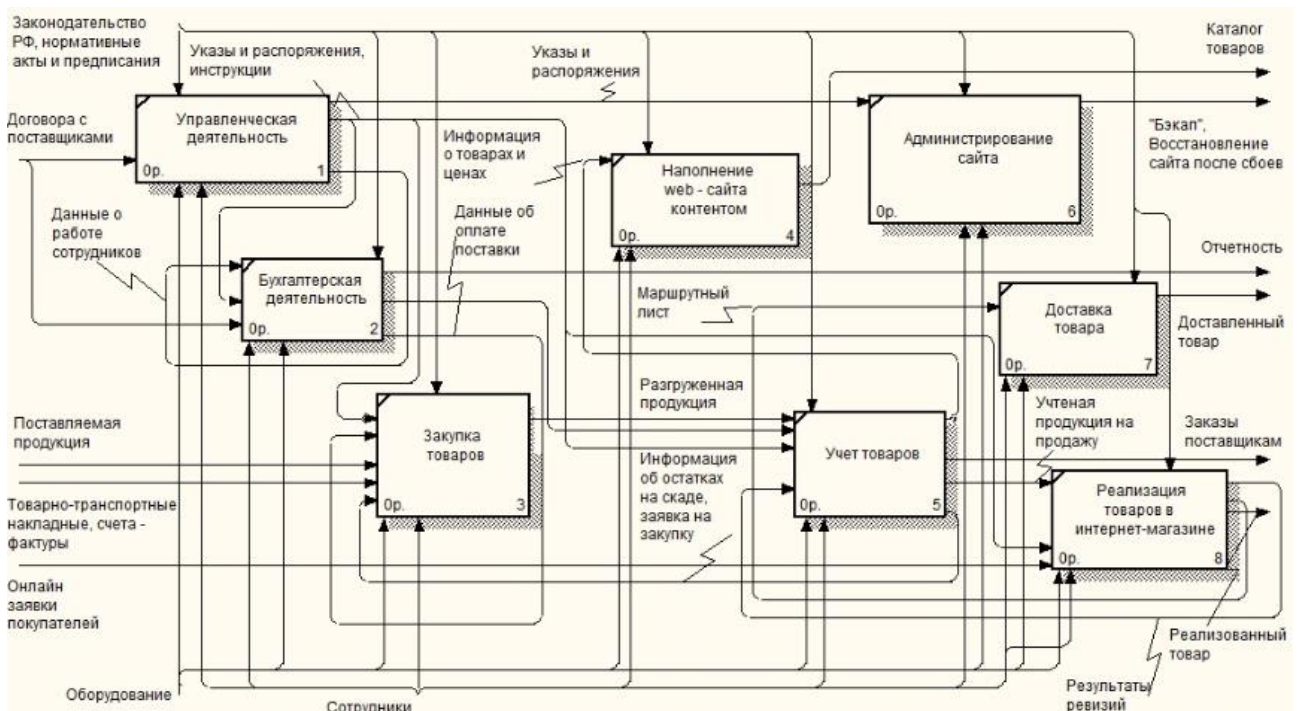 Законодательство
РФ, нормативные
акты и предписания
Указы и распоряжения,
инструкции
Указы и
распоряжения
Каталог
товаров
Договора с
поставщиками
Управленческая
деятельность
0р.
1
Информация
о товарах и
ценах
Наполнение
web - сайта
контентом
0р.
4
Администрирование
сайта
0р.
6
"Бэкап",
Восстановление
сайта после сбоев
Данные о
работе
сотрудников
Данные об
оплате
поставки
Бухгалтерская
деятельность
0р.
2
Маршрутный
лист
Отчетность
Доставка
товара
0р.
7
Доставленный
товар
Поставляемая
продукция
Закупка
товаров
0р.
3
Разгруженная
продукция
Учет товаров
0р.
5
Учтеная
продукция на
продажу
Заказы
поставщикам
Информация
об остатках
на скаде,
заявка на
закупку
Реализация
товаров в
интернет-магазине
0р.
8
Товарно-транспортные
накладные, счета -
фактуры
Онлайн
заявки
покупателей
Реализованный
товар
Результаты
ревизий
Оборудование
Сотрудники